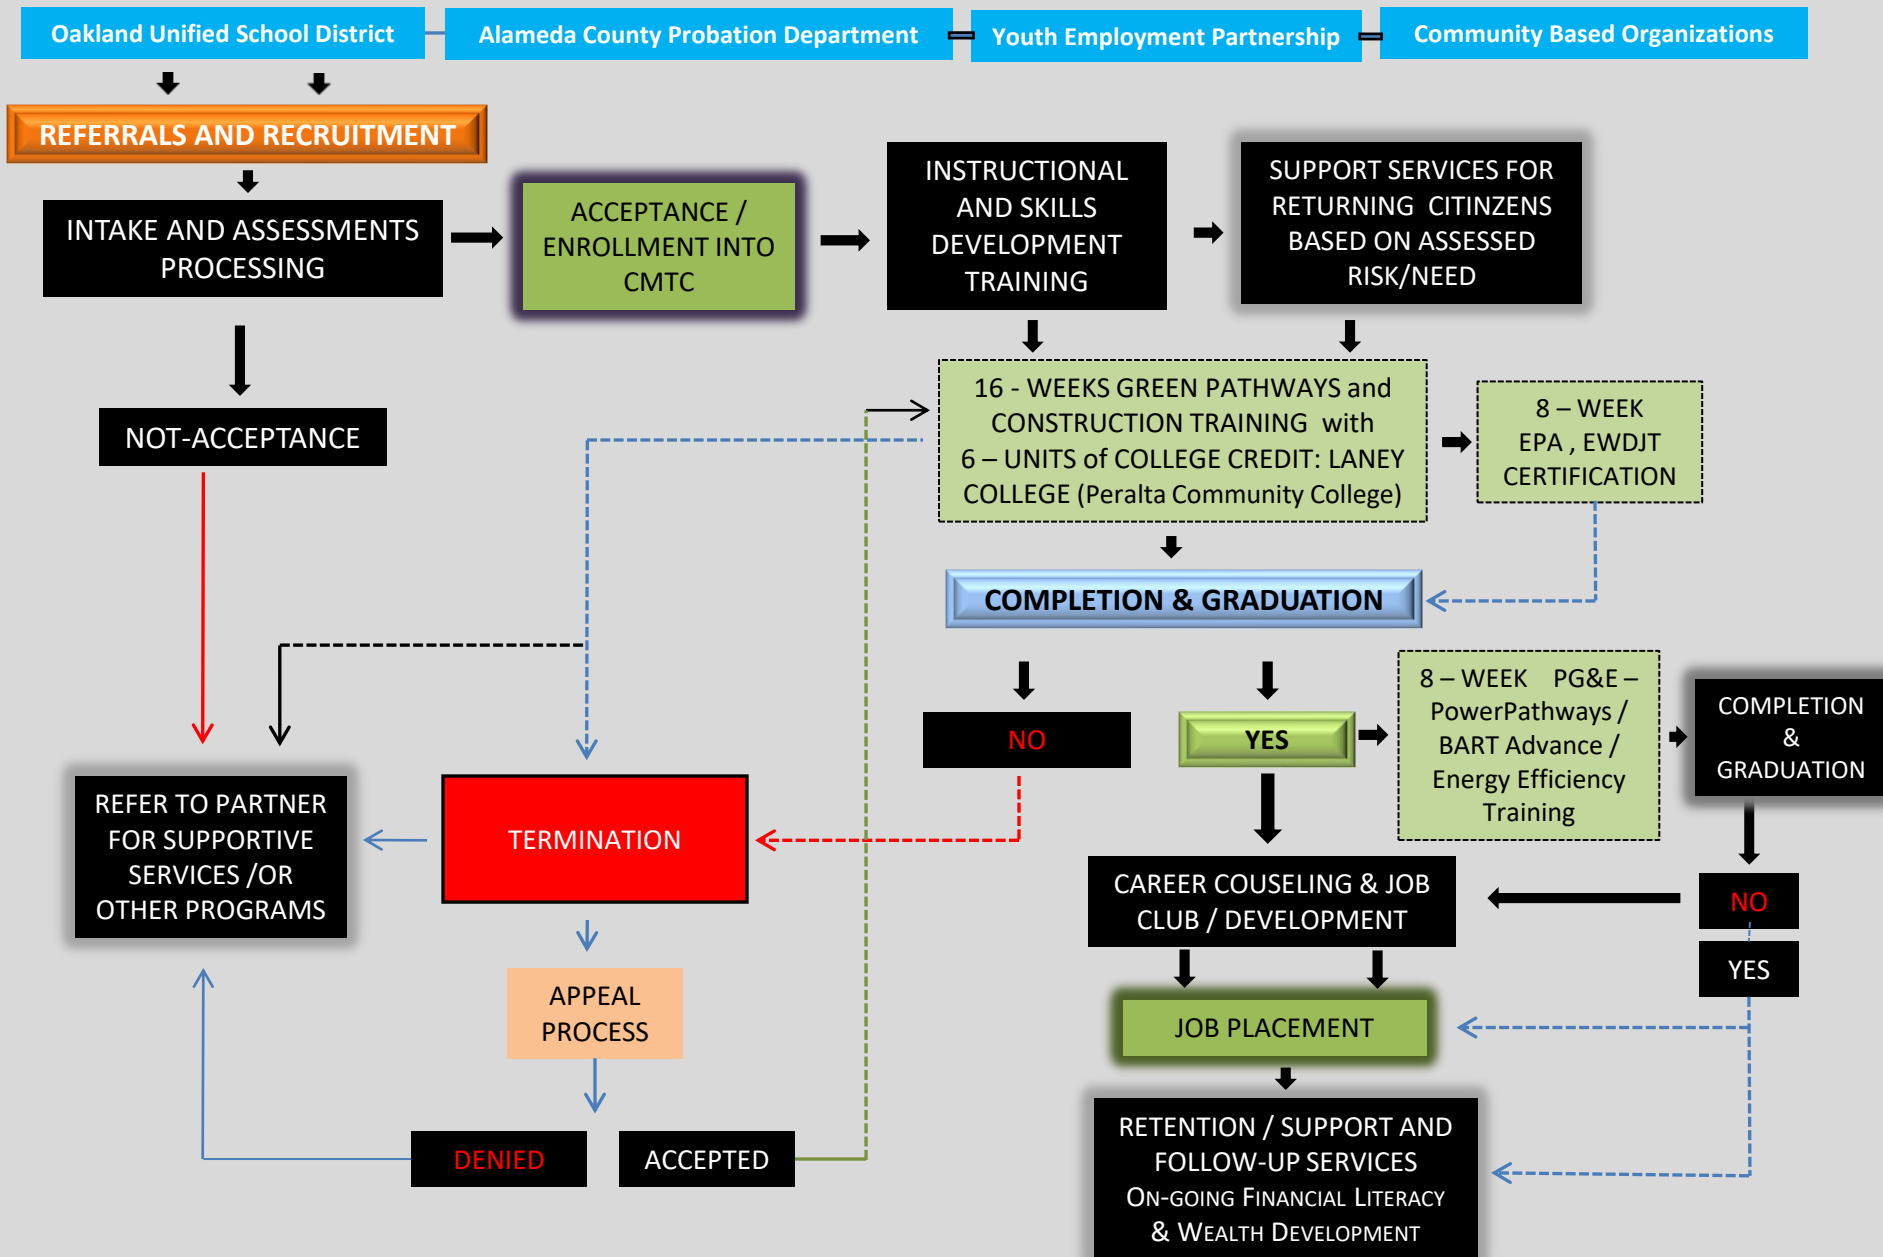 Oakland Unified School District
Alameda County Probation Department
Youth Employment Partnership
Community Based Organizations
REFERRALS AND RECRUITMENT
INTAKE AND ASSESSMENTS
PROCESSING
ACCEPTANCE /
ENROLLMENT INTO
CMTC
INSTRUCTIONAL
AND SKILLS
DEVELOPMENT
TRAINING
SUPPORT SERVICES FOR
RETURNING CITINZENS
BASED ON ASSESSED
RISK/NEED
NOT-ACCEPTANCE
16 - WEEKS GREEN PATHWAYS and
CONSTRUCTION TRAINING with
6 – UNITS of COLLEGE CREDIT: LANEY
COLLEGE (Peralta Community College)
8 – WEEK
EPA , EWDJT
CERTIFICATION
COMPLETION & GRADUATION
NO
YES
8 – WEEK PG&E –
PowerPathways /
BART Advance /
Energy Efficiency
Training
COMPLETION
&
GRADUATION
REFER TO PARTNER
FOR SUPPORTIVE
SERVICES /OR
OTHER PROGRAMS
TERMINATION
CAREER COUSELING & JOB
CLUB / DEVELOPMENT
NO
YES
APPEAL
PROCESS
JOB PLACEMENT
DENIED
ACCEPTED
RETENTION / SUPPORT AND
FOLLOW-UP SERVICES
ON-GOING FINANCIAL LITERACY
& WEALTH DEVELOPMENT